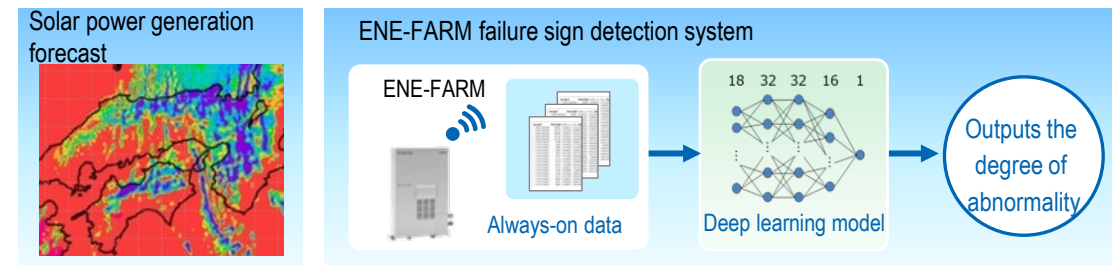 Solar power generation
forecast
ENE-FARM failure sign detection system
ENE-FARM
Always-on data
18 32 32 16 1
Deep learning model
Outputs the
degree of
abnormality